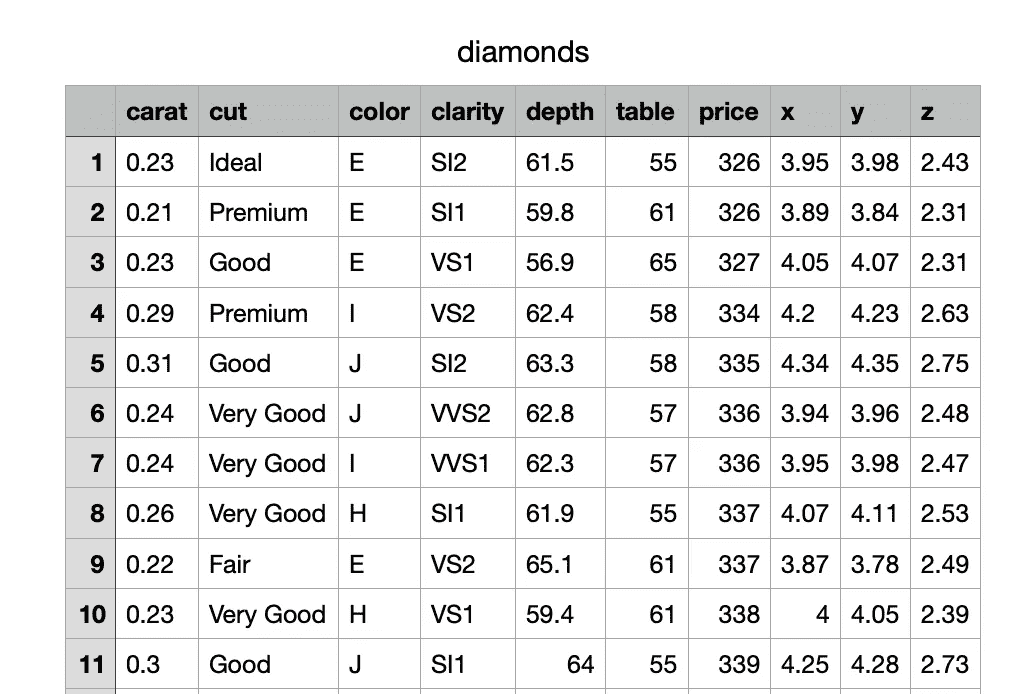 diamonds
carat cut color clarity depth table price x y z
1 0.23 Ideal E SI2 61.5 55 326 3.95 3.98 2.43
2 0.21 Premium E SI1 59.8 61 326 3.89 3.84 2.31
3 0.23 Good E VS1 56.9 65 327 4.05 4.07 2.31
4 0.29 Premium I VS2 62.4 58 334 4.2 4.23 2.63
5 0.31 Good J SI2 63.3 58 335 4.34 4.35 2.75
6 0.24 Very Good J VVS2 62.8 57 336 3.94 3.96 2.48
7 0.24 Very Good I VVS1 62.3 57 336 3.95 3.98 2.47
8 0.26 Very Good H SI1 61.9 55 337 4.07 4.11 2.53
9 0.22 Fair E VS2 65.1 61 337 3.87 3.78 2.49
10 0.23 Very Good H VS1 59.4 61 338 4 4.05 2.39
11 0.3 Good J SI1 64 55 339 4.25 4.28 2.73